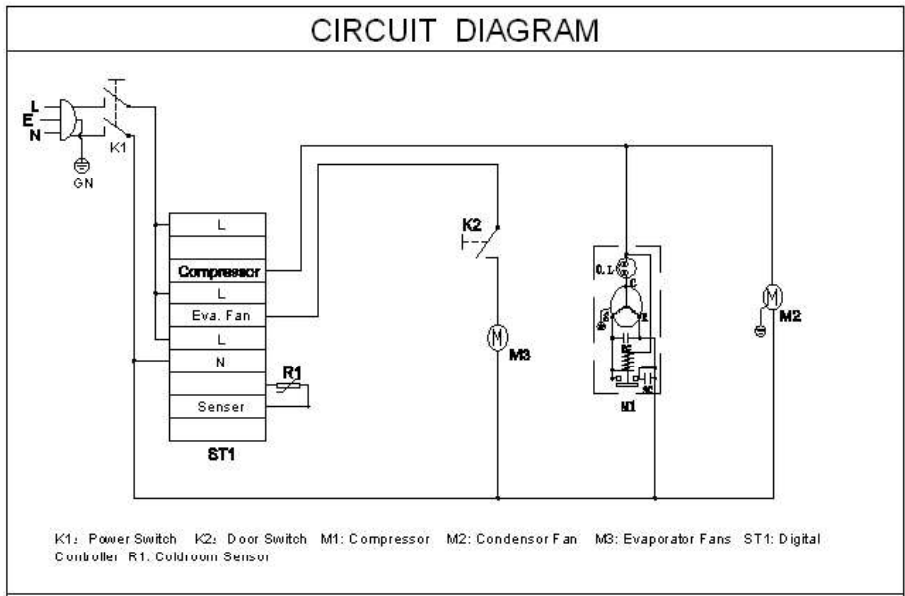 CIRCUIT DIAGRAM
L
E
N
K1
GN
L
K2
Compressor
O.L
C
L
M
Eva. Fan
S
R
M2
L
M
M3
N
R1
SC
Senser
M1
ST1
K1: Power Switch K2: Door Switch M1: Compressor M2: Condensor Fan M3: Evaporator Fans ST1: Digital
Controller R1. Coldroom Sensor